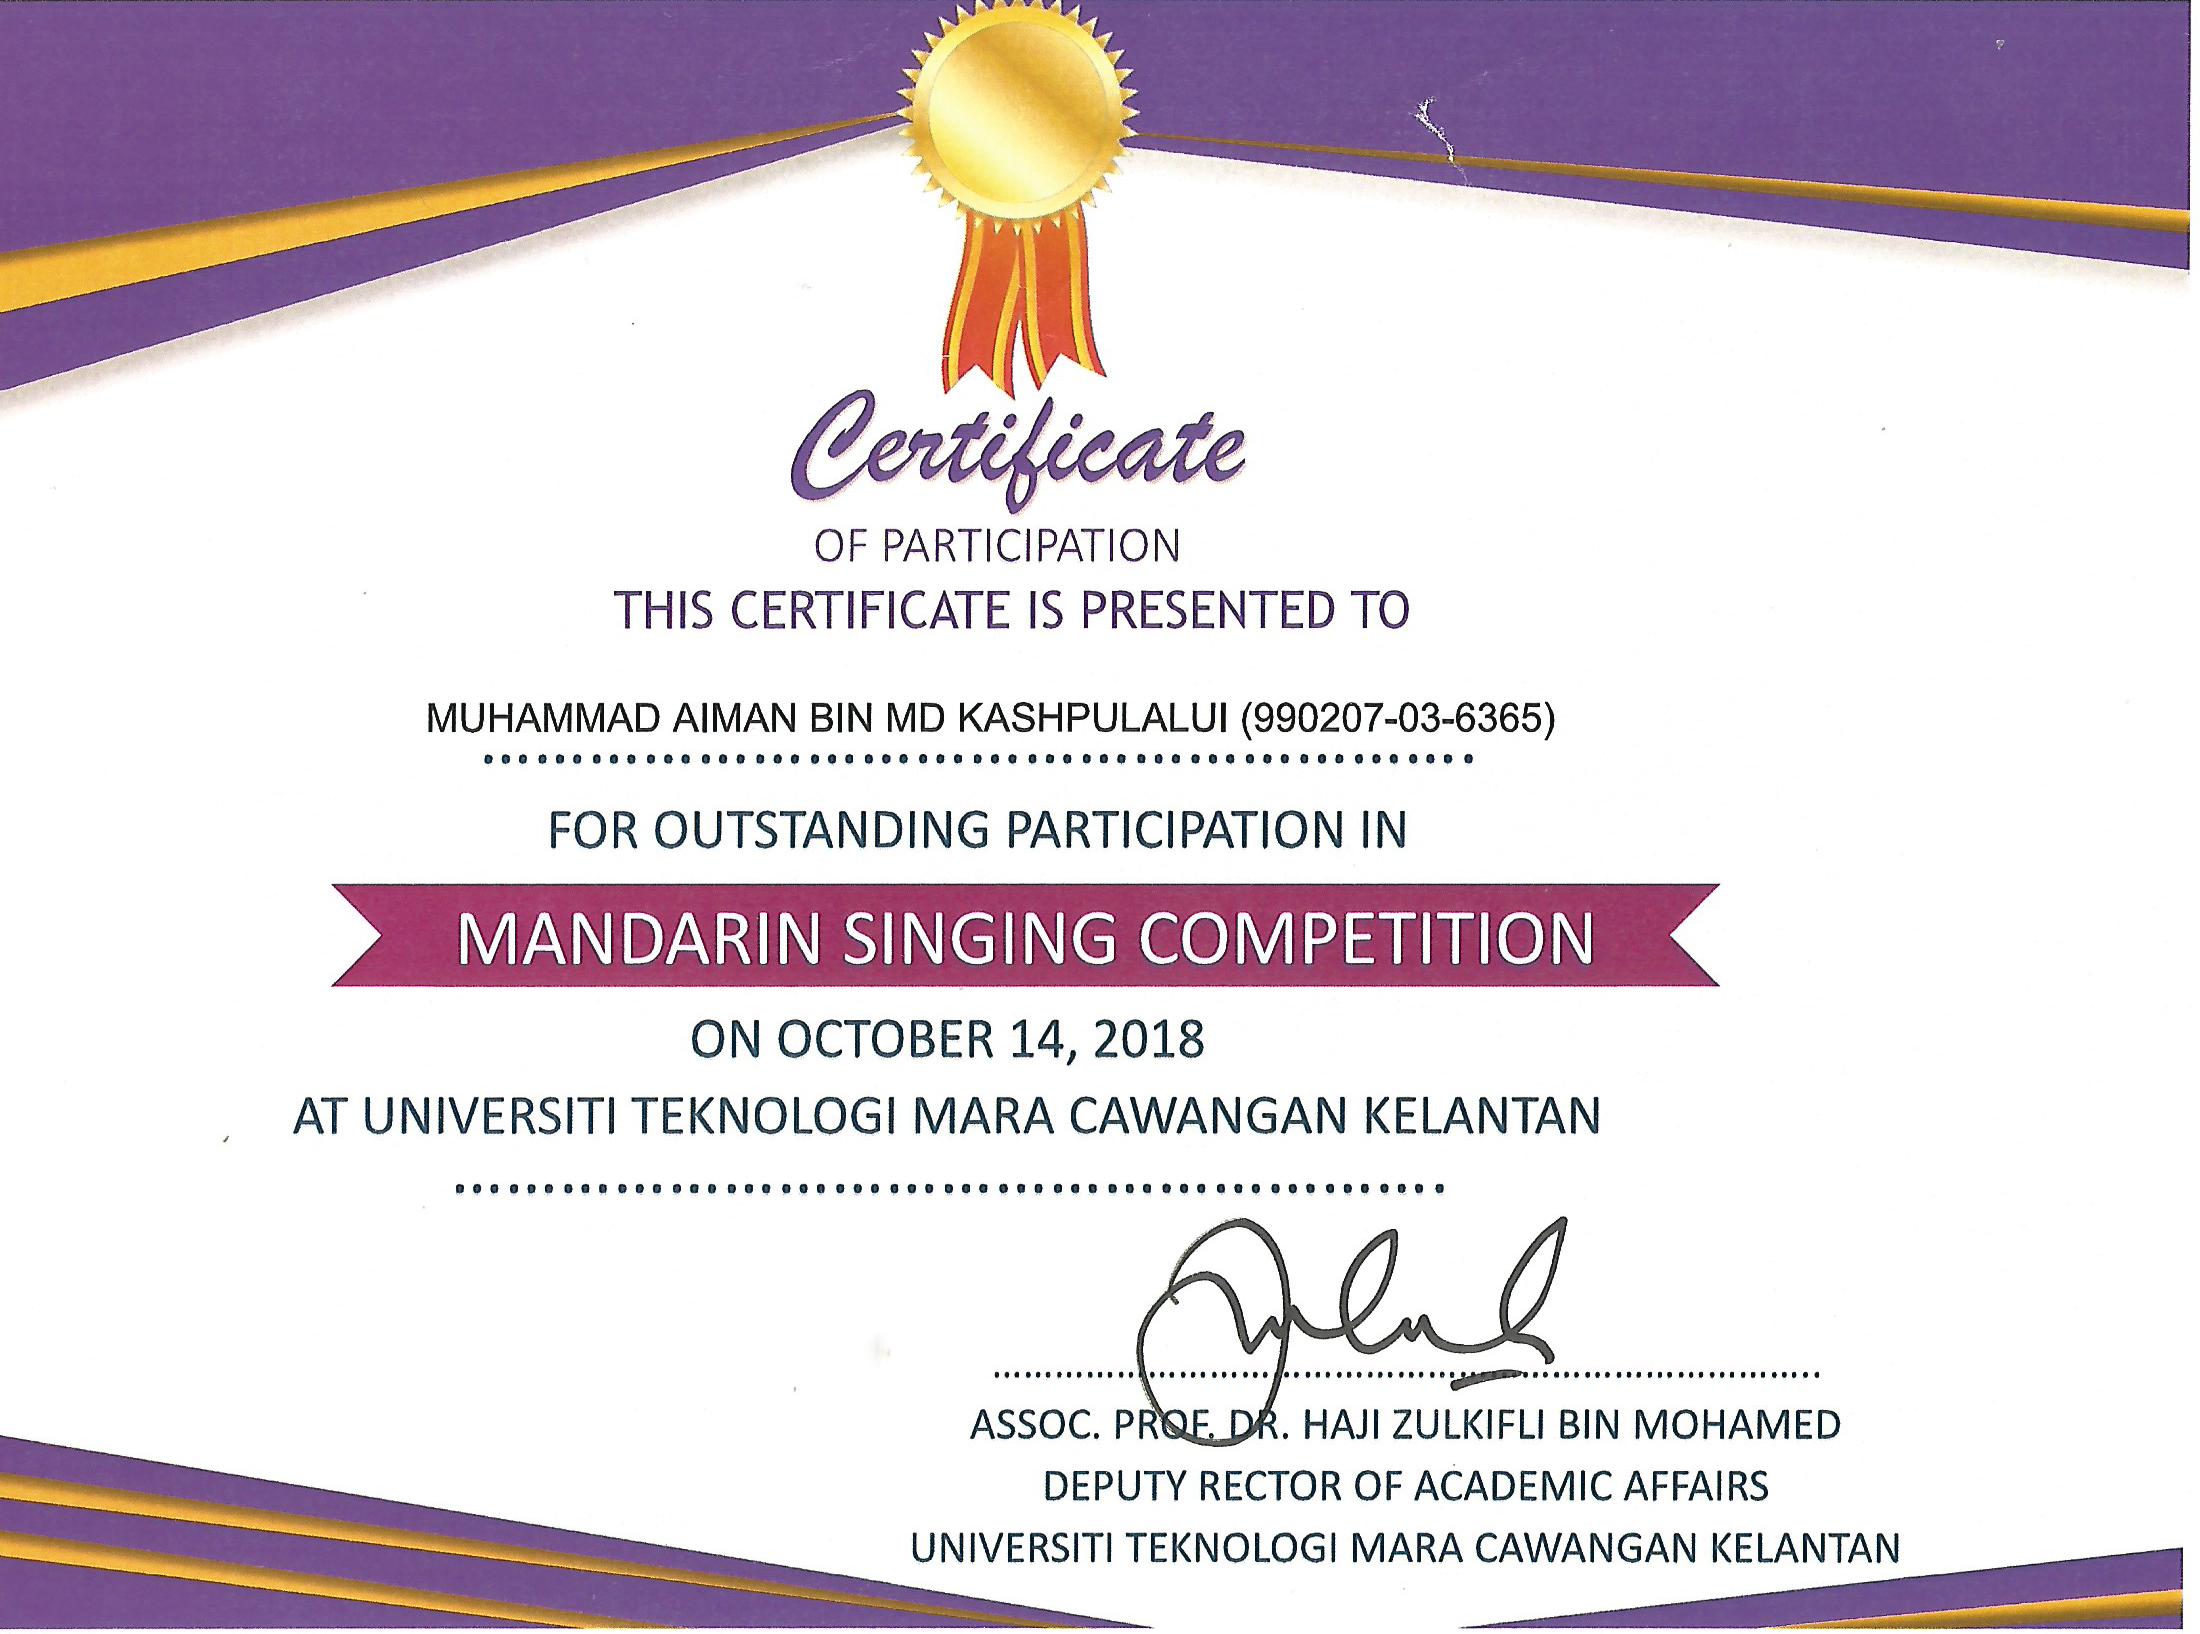 Certificate
OF PARTICIPATION
THIS CERTIFICATE IS PRESENTED TO
MUHAMMAD AIMAN BIN MD KASHPULALUI (990207-03-6365)
FOR OUTSTANDING PARTICIPATION IN
MANDARIN SINGING COMPETITION
ON OCTOBER 14, 2018
AT UNIVERSITI TEKNOLOGI MARA CAWANGAN KELANTAN
ASSOC. PROF. DR. HAJI ZULKIFLI BIN MOHAMED
DEPUTY RECTOR OF ACADEMIC AFFAIRS
UNIVERSITI TEKNOLOGI MARA CAWANGAN KELANTAN